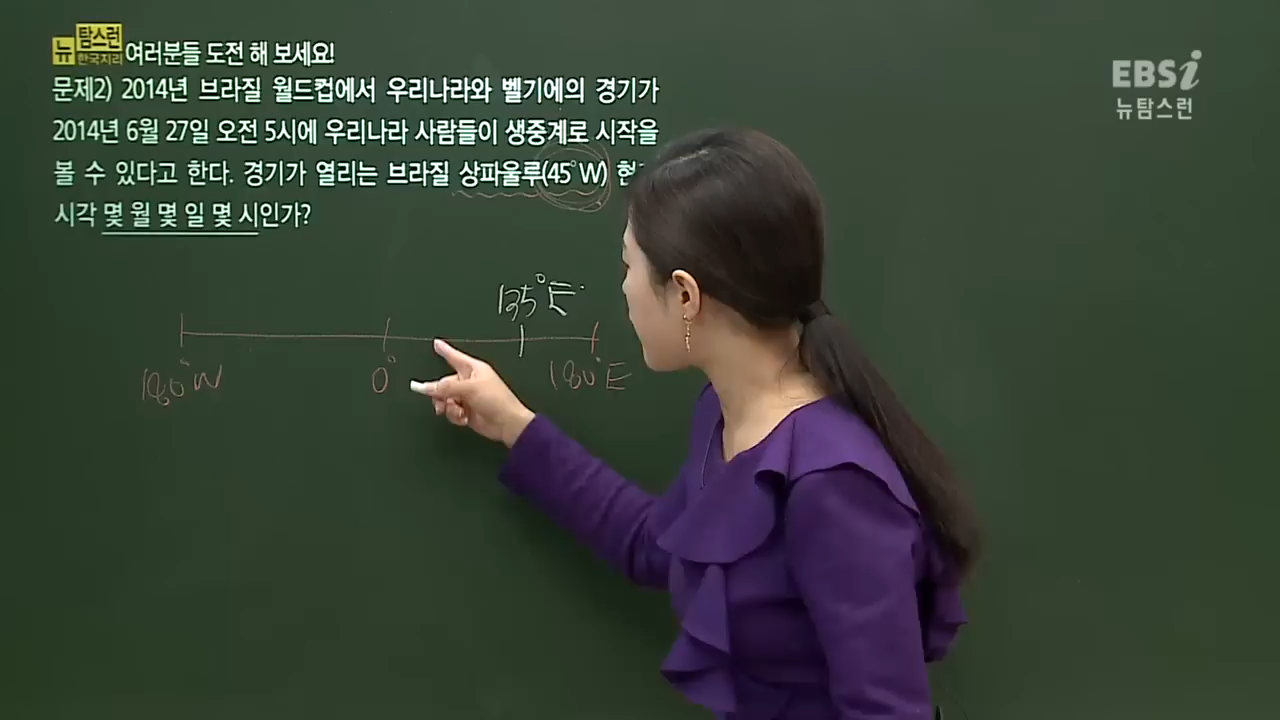 뉴 탐스런 한국지리 여러분들 도전 해 보세요!
문제2) 2014년 브라질 월드컵에서 우리나라와 벨기에의 경기가
2014년 6월 27일 오전 5시에 우리나라 사람들이 생중계로 시작을
볼 수 있다고 한다. 경기가 열리는 브라질 상파울루(45°W)
시각 몇 월 몇 일 몇 시인가?
EBSi
뉴탐스런
135°E
180°W 0° 180°E